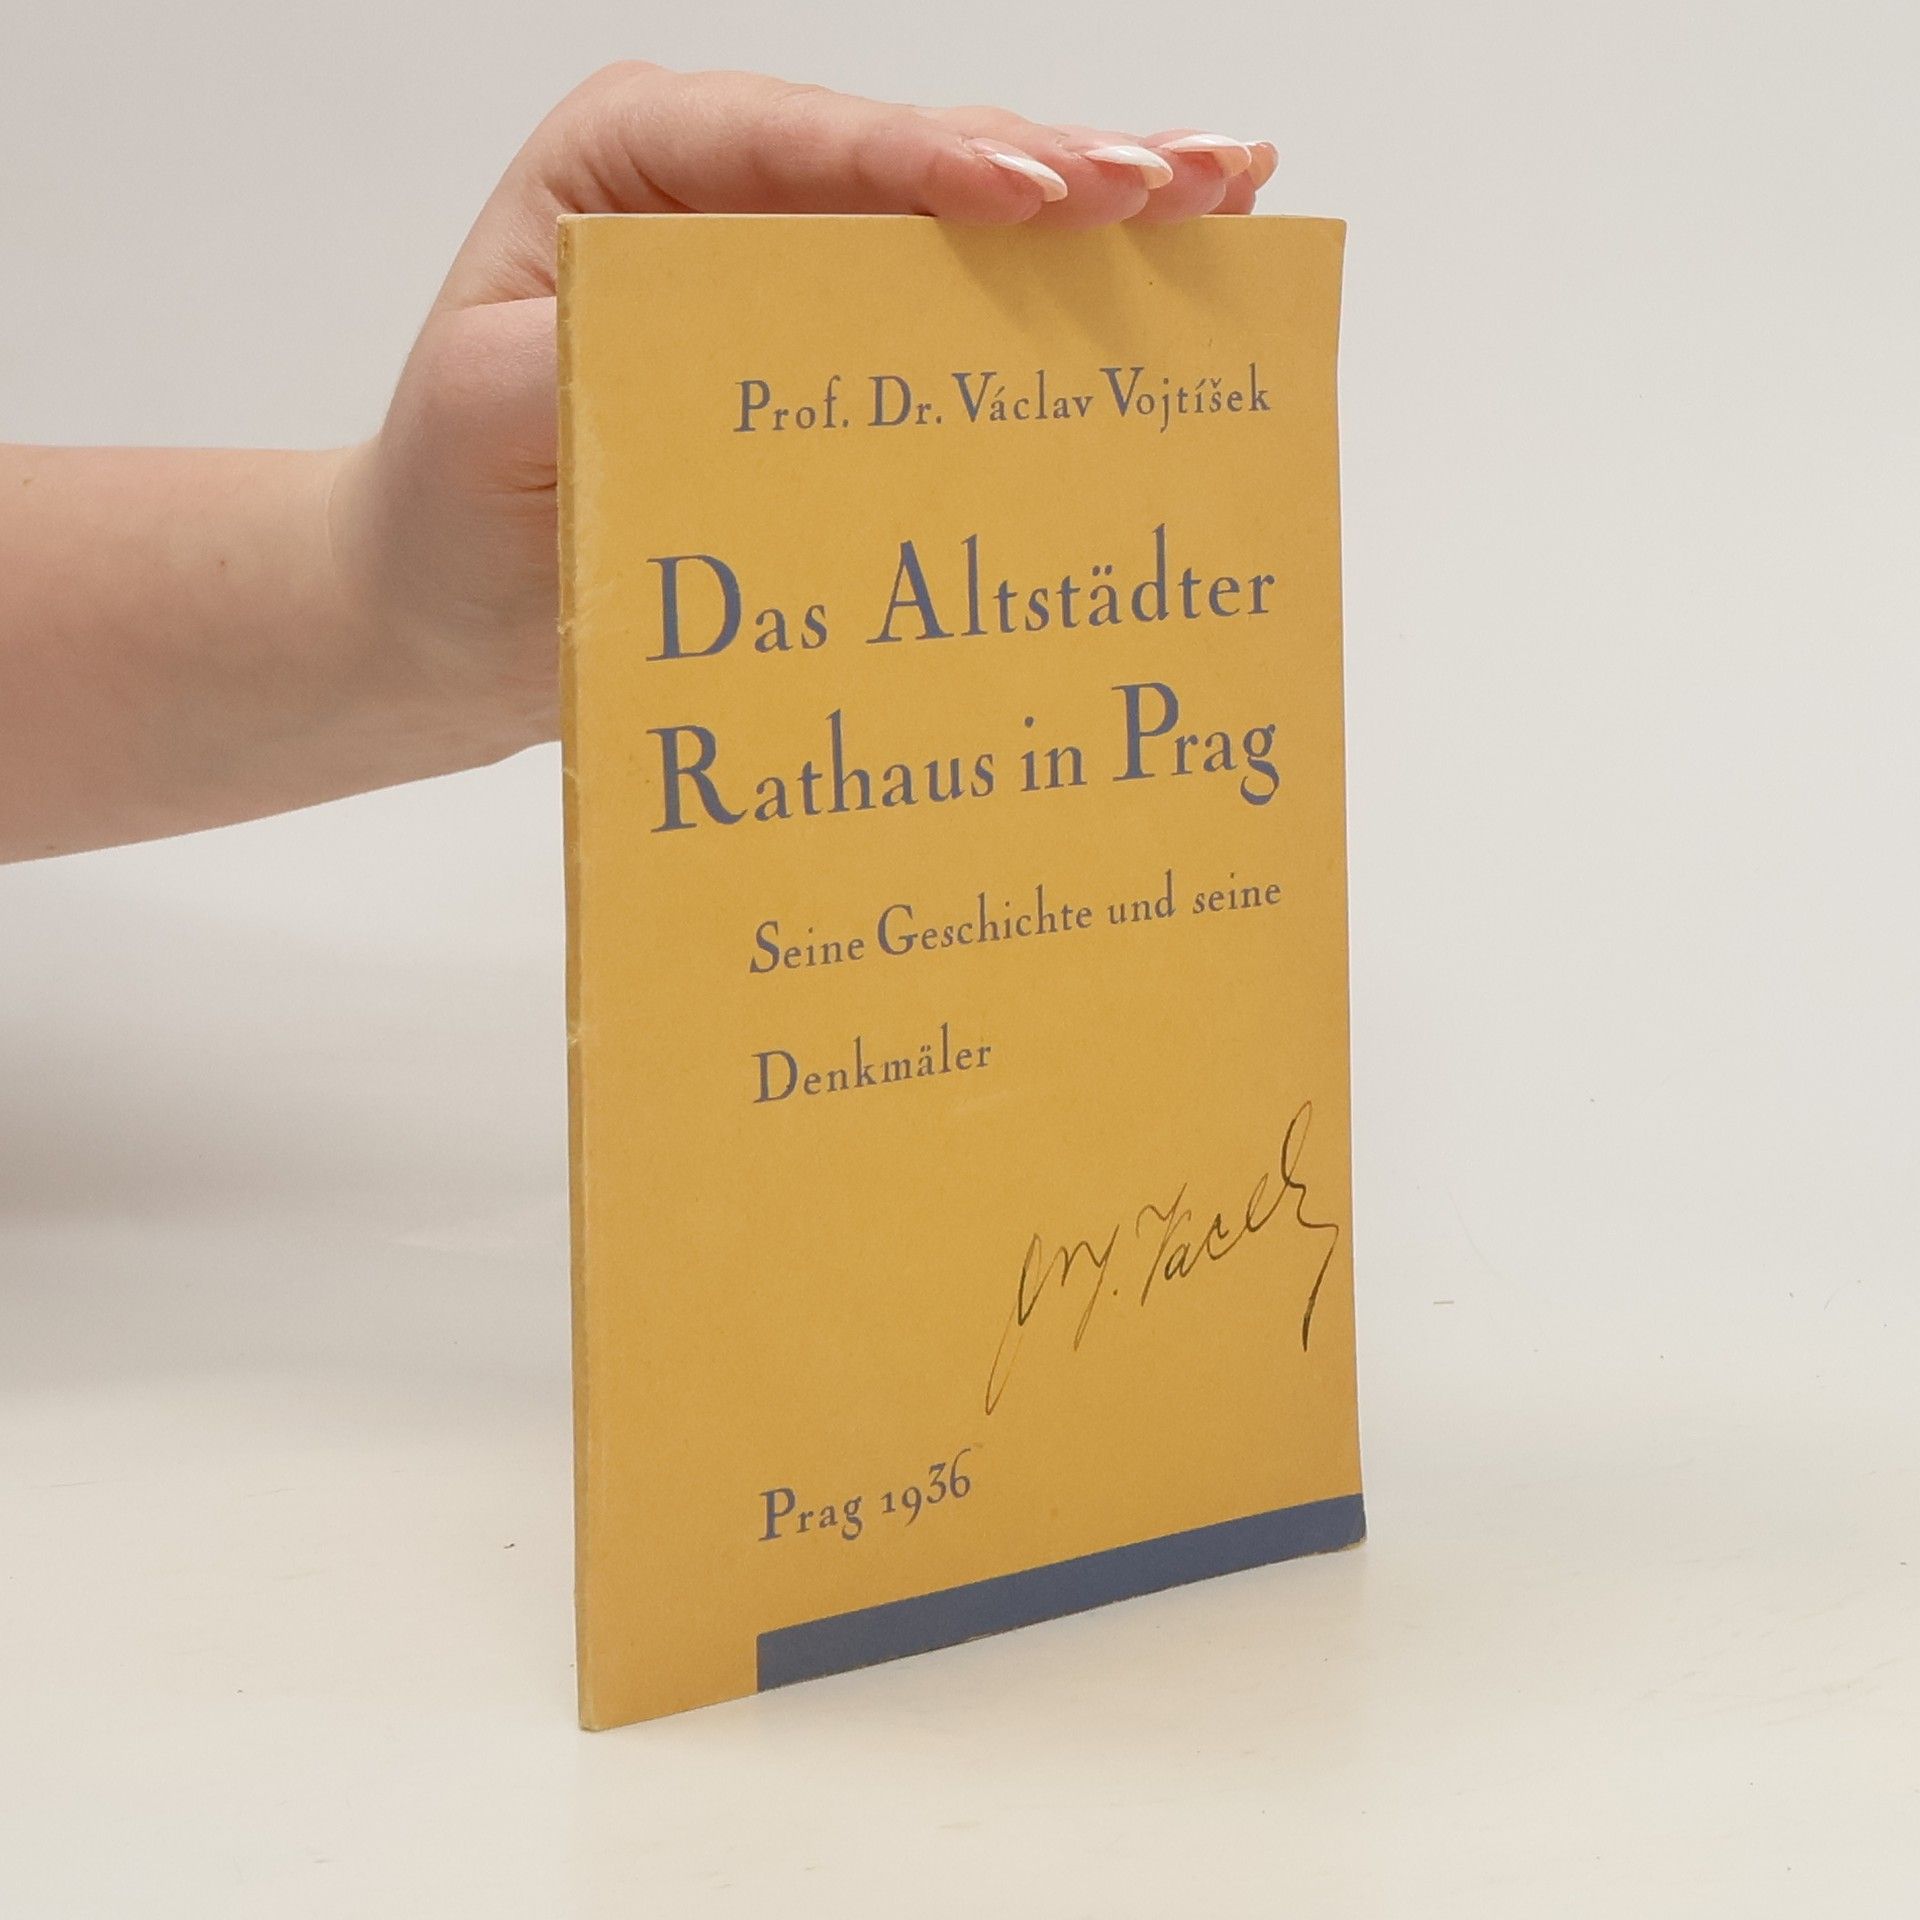 Prof. Dr. Václav Vojtíšek
Das Altstädter
Rathaus in Prag
Seine Geschichte und seine
Denkmäler
Prag 1936